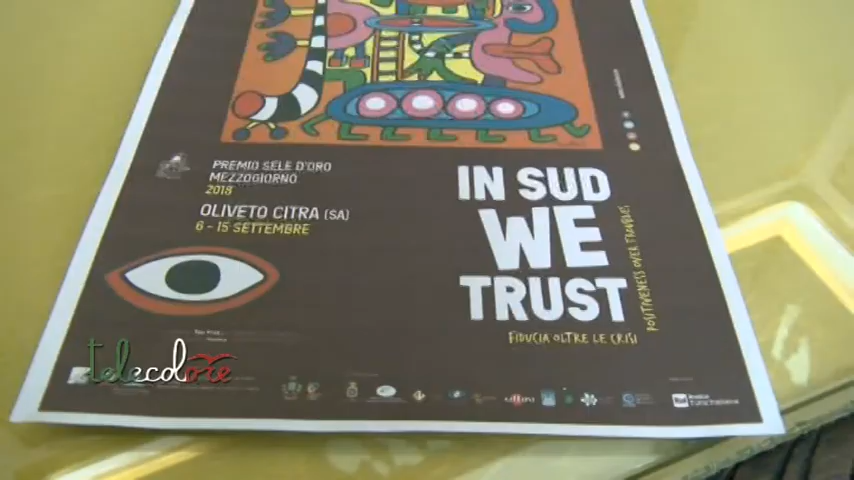 PREMIO SELE D'ORO
MEZZOGIORNO
2018
OLIVETO CITRA (SA)
6 - 15 SETTEMBRE
IN SUD
WE
TRUST
POSITIVENESS OVER TROUBLES
FIDUCIA OLTRE LE CRISI
telecolore
Rai